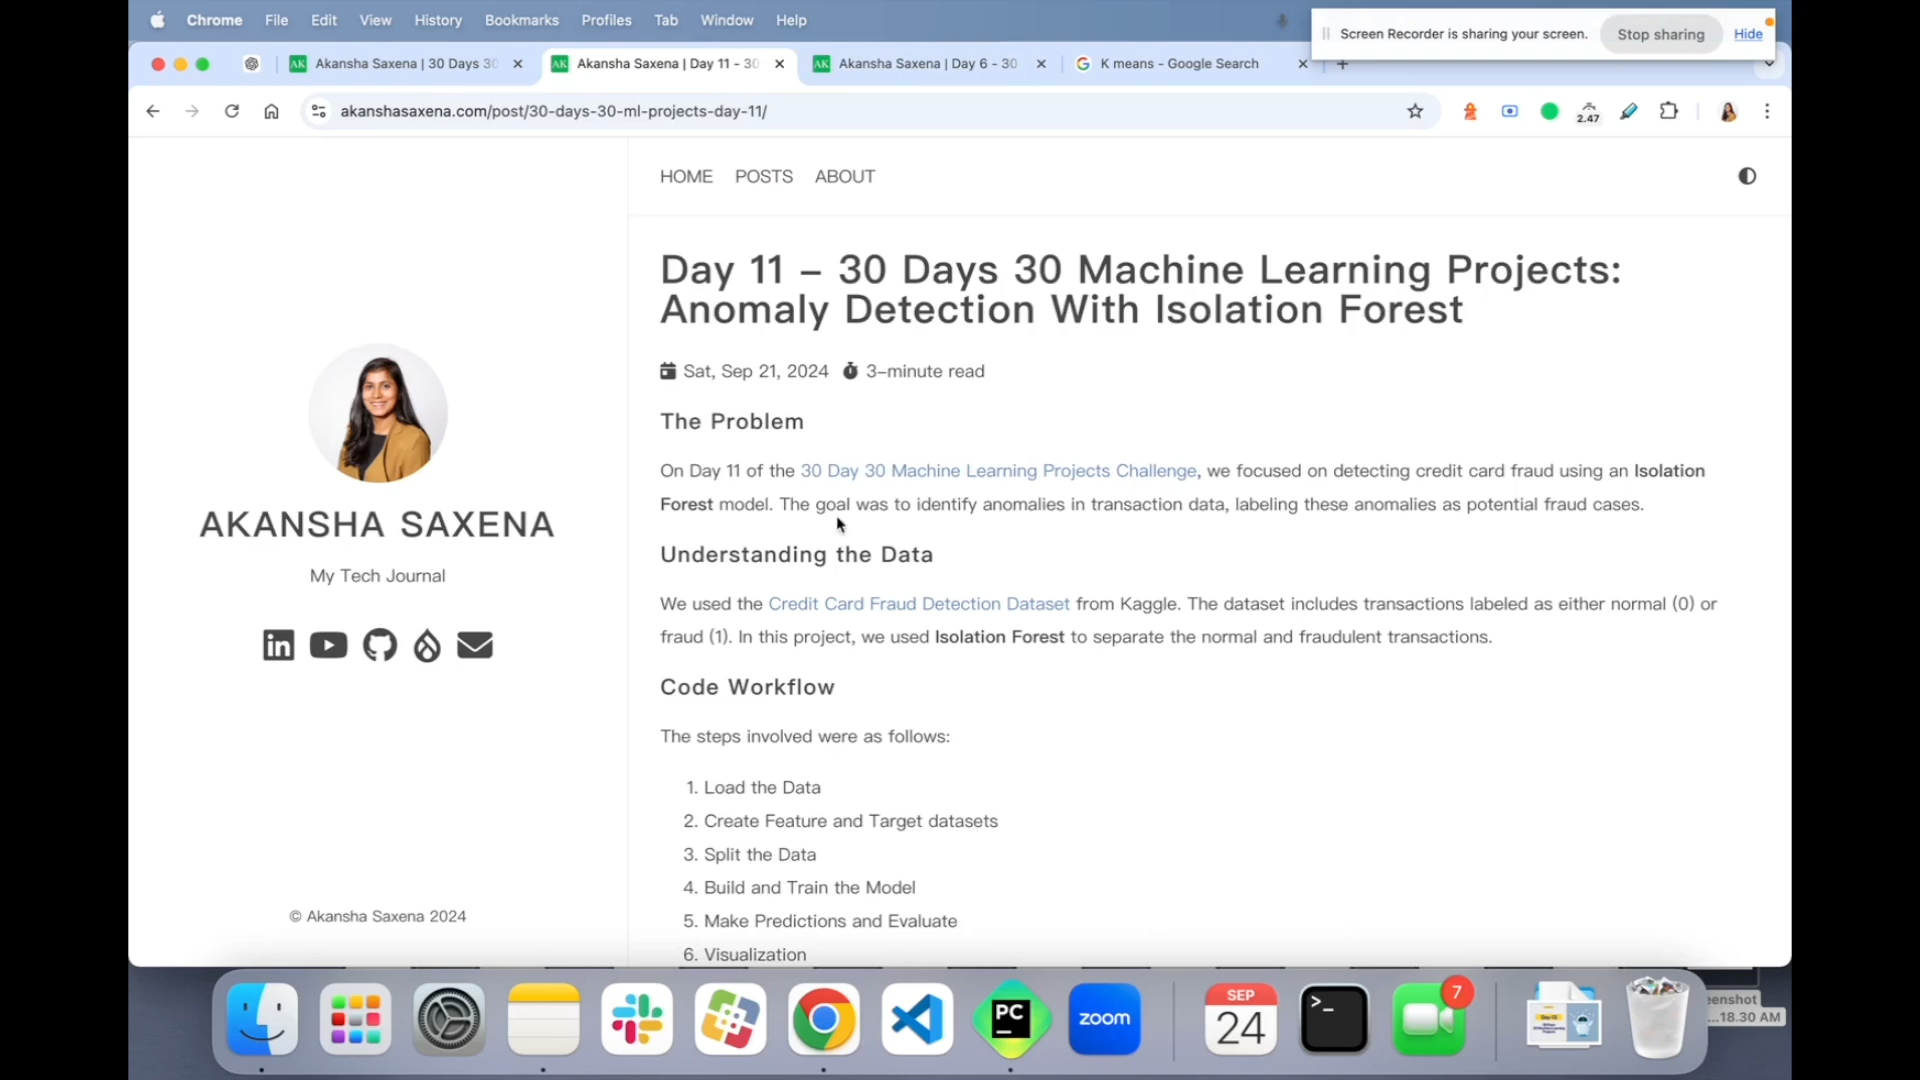 Chrome File Edit View History Bookmarks Profiles Tab Window Help
Screen Recorder is sharing your screen. Stop sharing Hide
Akansha Saxena | 30 Days 30
Akansha Saxena | Day 11 - 30
Akansha Saxena | Day 6 - 30
K means - Google Search
akanshasaxena.com/post/30-days-30-ml-projects-day-11/
2.47
HOME POSTS ABOUT
AKANSHA SAXENA
My Tech Journal
© Akansha Saxena 2024
Day 11 – 30 Days 30 Machine Learning Projects:
Anomaly Detection With Isolation Forest
Sat, Sep 21, 2024 3-minute read
The Problem
On Day 11 of the 30 Day 30 Machine Learning Projects Challenge, we focused on detecting credit card fraud using an Isolation
Forest model. The goal was to identify anomalies in transaction data, labeling these anomalies as potential fraud cases.
Understanding the Data
We used the Credit Card Fraud Detection Dataset from Kaggle. The dataset includes transactions labeled as either normal (0) or
fraud (1). In this project, we used Isolation Forest to separate the normal and fraudulent transactions.
Code Workflow
The steps involved were as follows:
1. Load the Data
2. Create Feature and Target datasets
3. Split the Data
4. Build and Train the Model
5. Make Predictions and Evaluate
6. Visualization
PC
zoom
SEP
24
7
eenshot
...18.30 AM